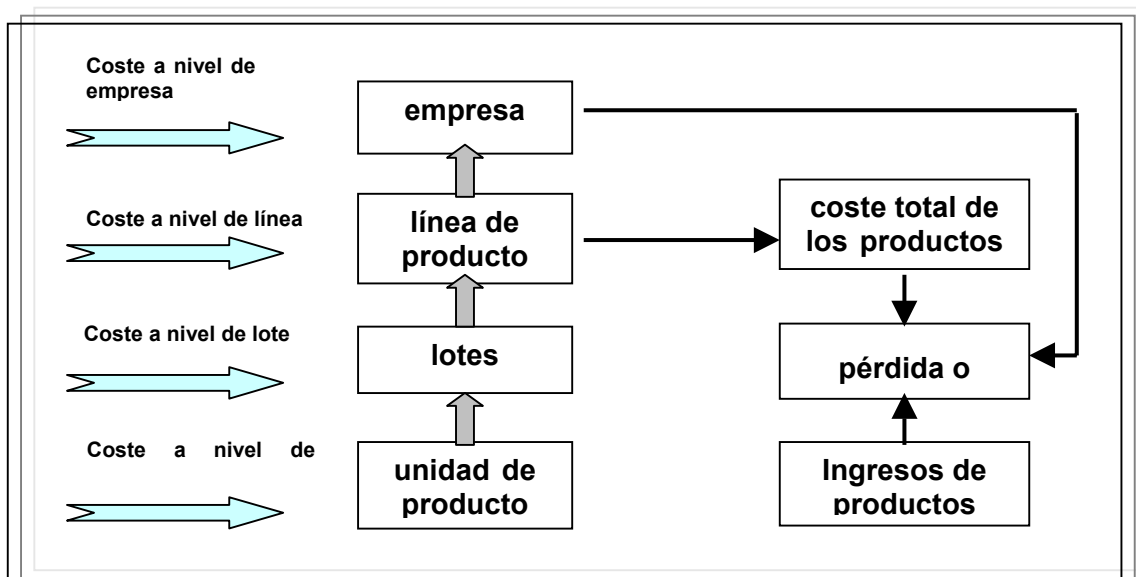 Coste a nivel de
empresa
empresa
Coste a nivel de línea
línea de
producto
coste total de
los productos
Coste a nivel de lote
lotes
pérdida o
Coste a nivel de
unidad de
producto
Ingresos de
productos